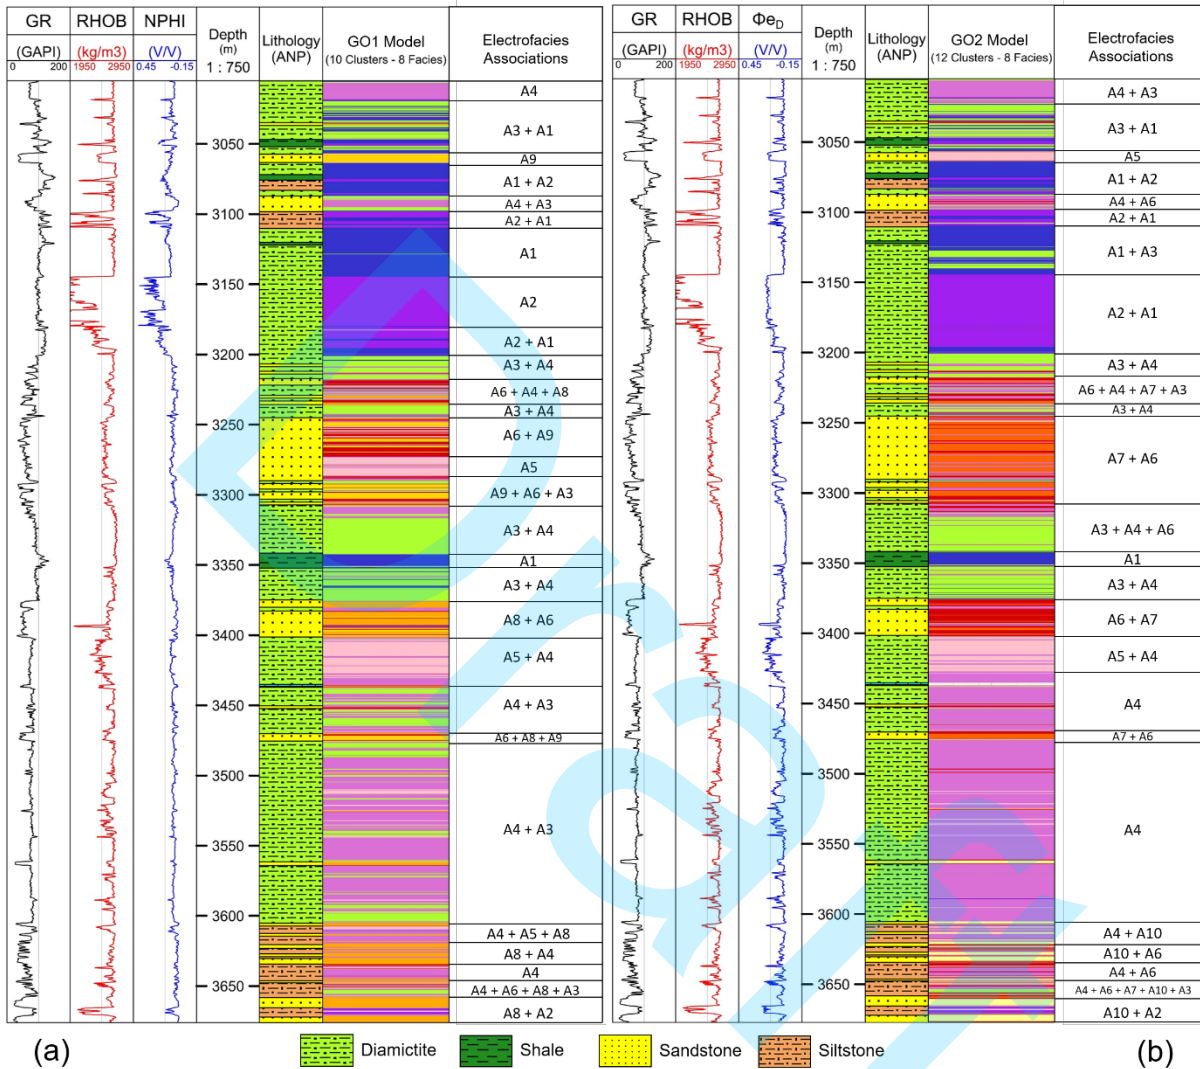 GR
RHOB
NPHI
Depth
(m)
1 : 750
Lithology
(ANP)
GO1 Model
(10 Clusters - 8 Facies)
Electrofacies
Associations
(GAPI)
(kg/m3)
(V/V)
0 200
1950 2950
0.45 -0.15
3050
3100
3150
3200
3250
3300
3350
3400
3450
3500
3550
3600
3650
A4
A3 + A1
A9
A1 + A2
A4 + A3
A2 + A1
A1
A2
A2 + A1
A3 + A4
A6 + A4 + A8
A3 + A4
A6 + A9
A5
A9 + A6 + A3
A3 + A4
A1
A3 + A4
A8 + A6
A5 + A4
A4 + A3
A6 + A8 + A9
A4 + A3
A4 + A5 + A8
A8 + A4
A4
A4 + A6 + A8 + A3
A8 + A2
GR
RHOB
ΦeD
Depth
(m)
1 : 750
Lithology
(ANP)
GO2 Model
(12 Clusters - 8 Facies)
Electrofacies
Associations
(GAPI)
(kg/m3)
(V/V)
0 200
1950 2950
0.45 -0.15
3050
3100
3150
3200
3250
3300
3350
3400
3450
3500
3550
3600
3650
A4 + A3
A3 + A1
A5
A1 + A2
A4 + A6
A2 + A1
A1 + A3
A2 + A1
A3 + A4
A6 + A4 + A7 + A3
A3 + A4
A7 + A6
A3 + A4 + A6
A1
A3 + A4
A6 + A7
A5 + A4
A4
A7 + A6
A4
A4 + A10
A10 + A6
A4 + A6
A4 + A6 + A7 + A10 + A3
A10 + A2
(a)
Diamictite
Shale
Sandstone
Siltstone
(b)
Draft